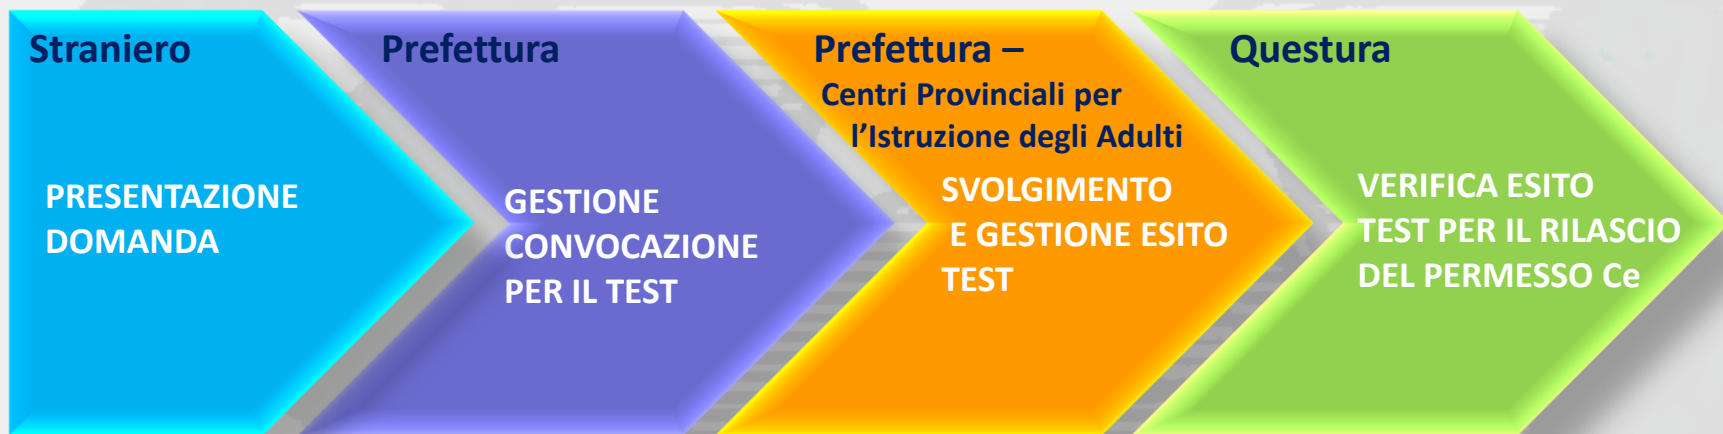 Straniero
PRESENTAZIONE
DOMANDA
Prefettura
GESTIONE
CONVOCAZIONE
PER IL TEST
Prefettura –
Centri Provinciali per
l’Istruzione degli Adulti
SVOLGIMENTO
E GESTIONE ESITO
TEST
Questura
VERIFICA ESITO
TEST PER IL RILASCIO
DEL PERMESSO Ce